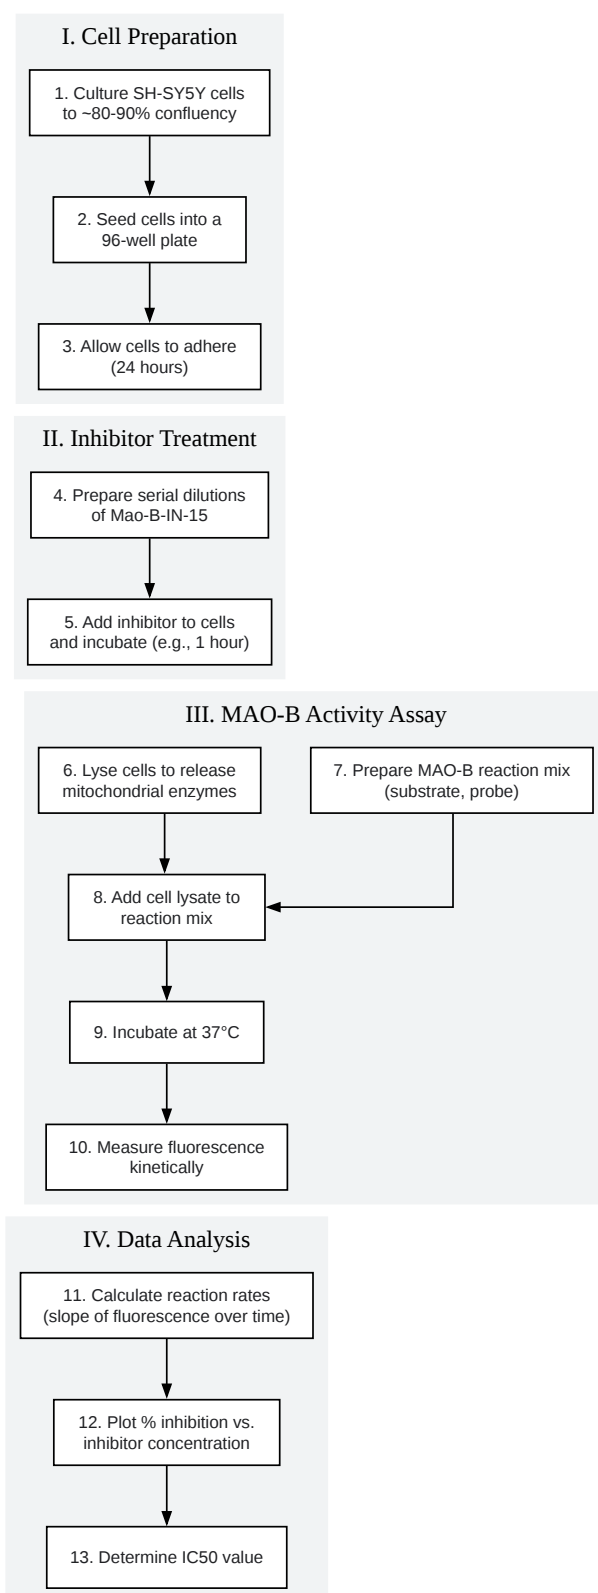 I. Cell Preparation
1. Culture SH-SY5Y cells
to ~80-90% confluency
2. Seed cells into a
96-well plate
3. Allow cells to adhere
(24 hours)
II. Inhibitor Treatment
4. Prepare serial dilutions
of Mao-B-IN-15
5. Add inhibitor to cells
and incubate (e.g., 1 hour)
III. MAO-B Activity Assay
6. Lyse cells to release
mitochondrial enzymes
7. Prepare MAO-B reaction mix
(substrate, probe)
8. Add cell lysate to
reaction mix
9. Incubate at 37°C
10. Measure fluorescence
kinetically
IV. Data Analysis
11. Calculate reaction rates
(slope of fluorescence over time)
12. Plot % inhibition vs.
inhibitor concentration
13. Determine IC50 value